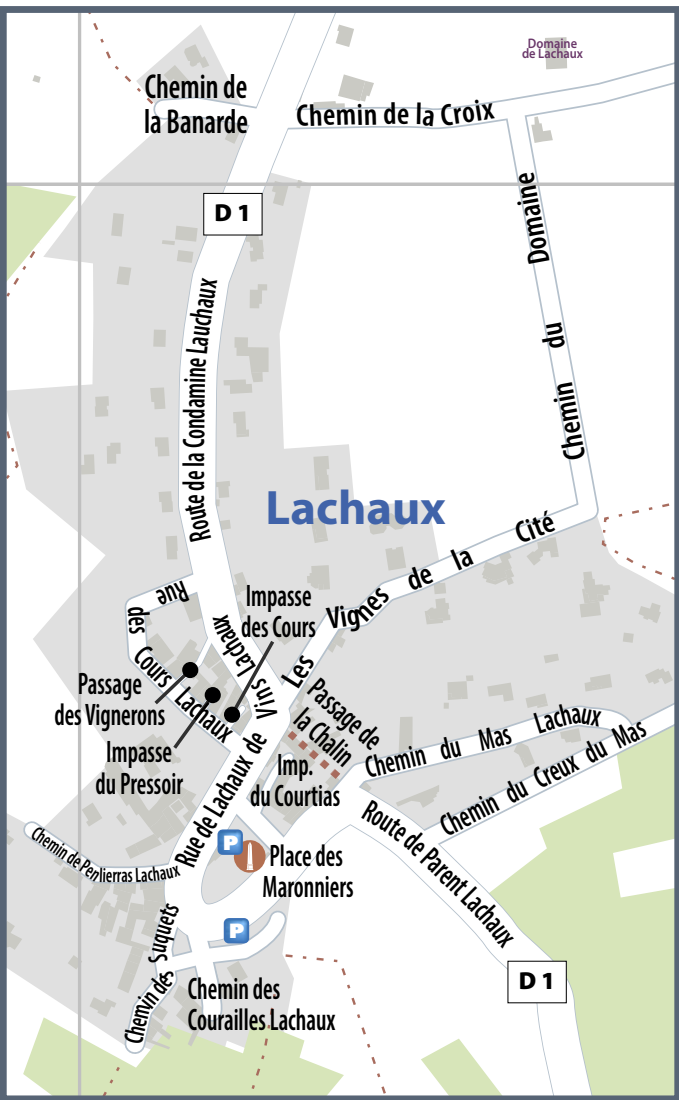 Domaine
de Lachaux
Chemin de
la Banarde
Chemin de la Croix
D 1
Chemin du Domaine
Route de la Condamine Lauchaux
Lachaux
Les Vignes de la Cité
Rue des Cours Lachaux
Impasse
des Cours
Vins Lachaux
Passage
des Vignerons
Impasse
du Pressoir
Passage de
la Chalin
Imp.
du Courtias
Chemin du Mas Lachaux
Chemin du Creux du Mas
Rue de Lachaux de
Chemin de Perlierras Lachaux
P
Place des
Maronniers
Route de Parent Lachaux
P
Chemin des Suquets
Chemin des
Courailles Lachaux
D 1